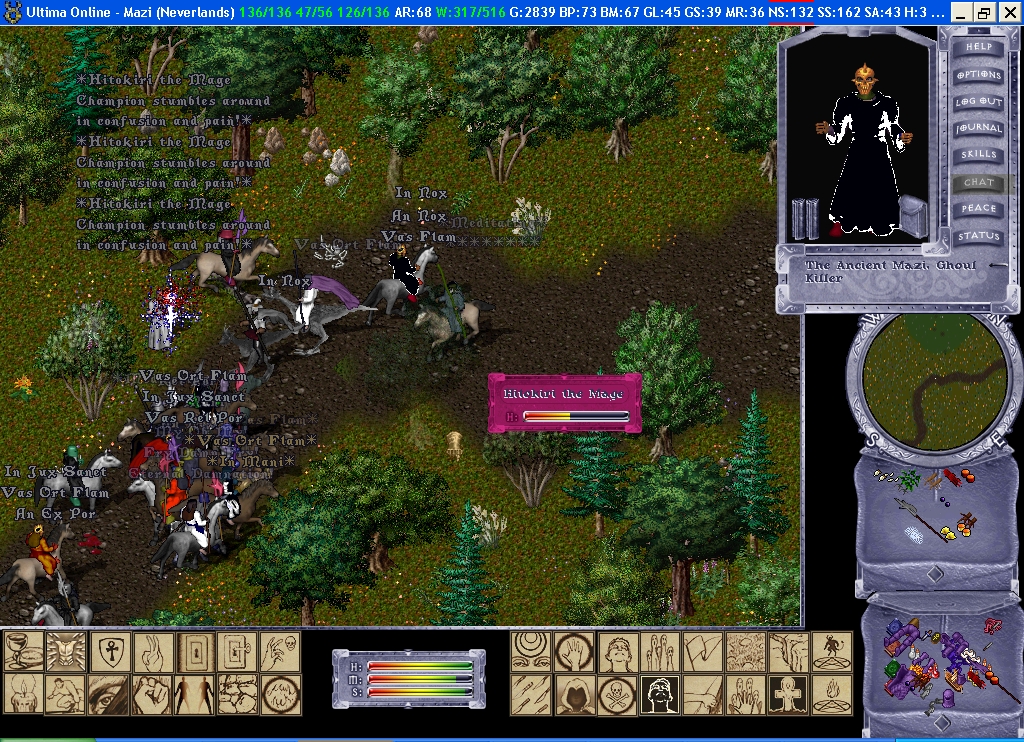 Ultima Online - Mazi (Neverlands) 136/136 47/56 126/136 AR:68 W:317/516 G:2839 BP:73 BM:67 GL:45 GS:39 MR:36 NS:132 SS:162 SA:43 H:3 ...
*Hitokiri the Mage
Champion stumbles around
in confusion and pain!*
*Hitokiri the Mage
Champion stumbles around
in confusion and pain!*
*Hitokiri the Mage
Champion stumbles around
in confusion and pain!*
In Nox
An Nox
Vas Flam
Vas Ort Flam
In Nox
Vas Ort Flam
In Jux Sanct
Vas Rel Por
*Vas Ort Flam*
*In Mani*
In Jux Sanct
Vas Ort Flam
An Ex Por
Hitokiri the Mage
H:
HELP
OPTIONS
LOG OUT
JOURNAL
SKILLS
CHAT
PEACE
STATUS
The Ancient Mazi, Ghoul
Killer
W
N
S
E
H:
M:
S: